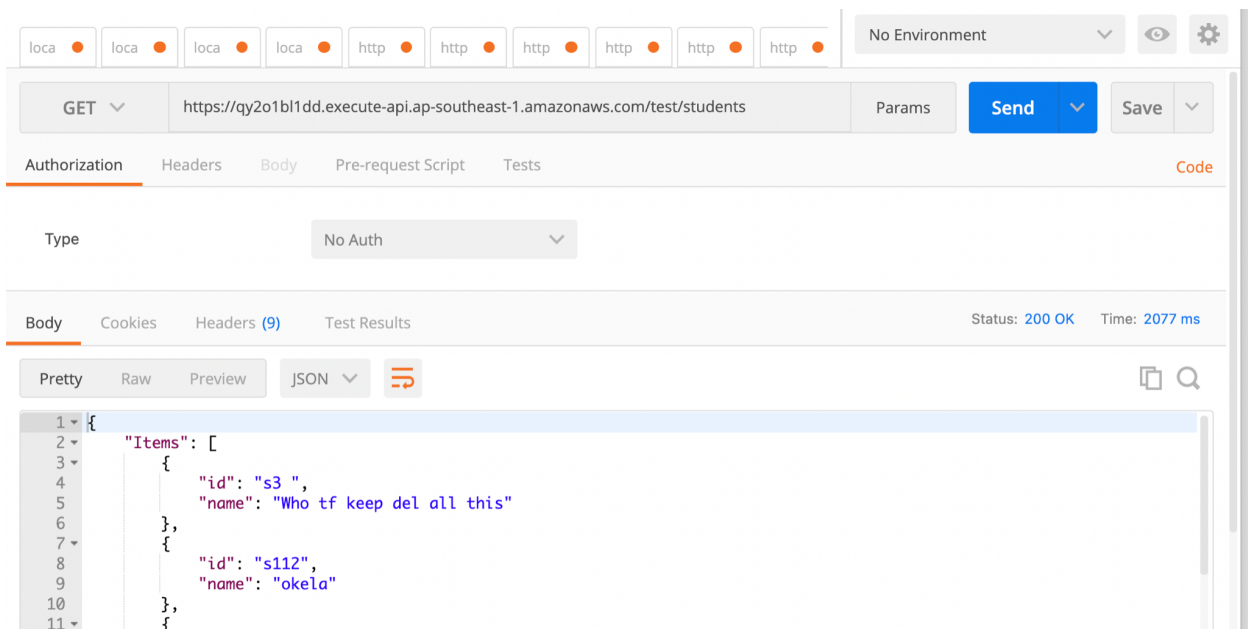 loca loca loca loca http http http http http http No Environment
GET https://qy2o1bl1dd.execute-api.ap-southeast-1.amazonaws.com/test/students Params Send Save
Authorization Headers Body Pre-request Script Tests Code
Type No Auth
Body Cookies Headers (9) Test Results Status: 200 OK Time: 2077 ms
Pretty Raw Preview JSON
1 {
2 "Items": [
3 {
4 "id": "s3 ",
5 "name": "Who tf keep del all this"
6 },
7 {
8 "id": "s112",
9 "name": "okela"
10 },
11 {